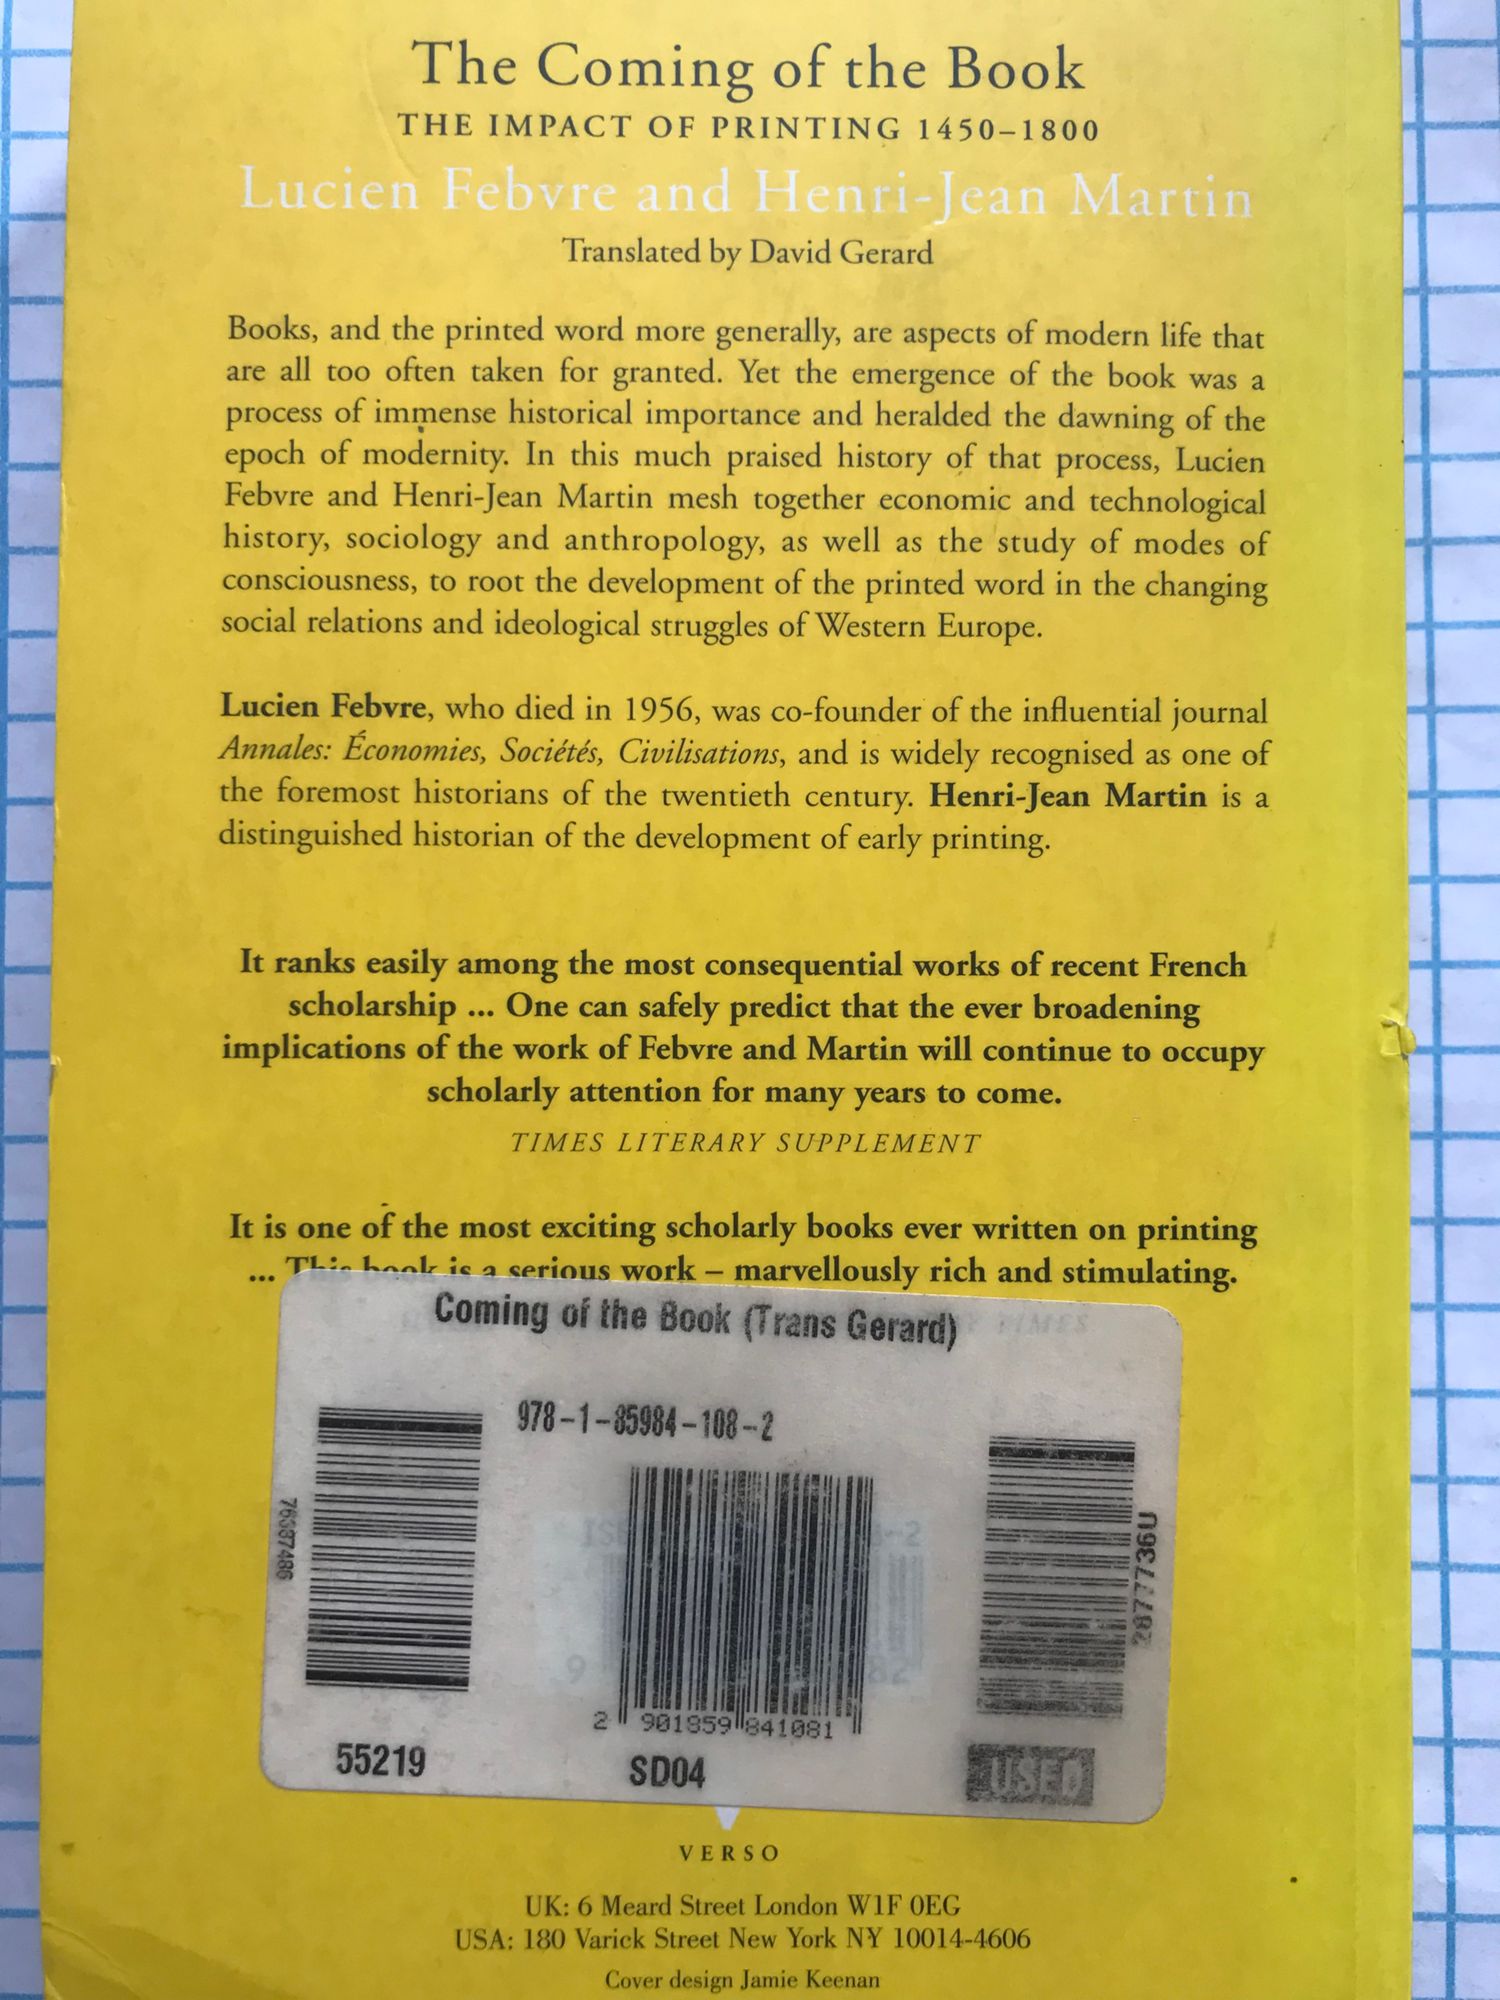 The Coming of the Book
THE IMPACT OF PRINTING 1450–1800
Lucien Febvre and Henri-Jean Martin
Translated by David Gerard
Books, and the printed word more generally, are aspects of modern life that
are all too often taken for granted. Yet the emergence of the book was a
process of immense historical importance and heralded the dawning of the
epoch of modernity. In this much praised history of that process, Lucien
Febvre and Henri-Jean Martin mesh together economic and technological
history, sociology and anthropology, as well as the study of modes of
consciousness, to root the development of the printed word in the changing
social relations and ideological struggles of Western Europe.
Lucien Febvre, who died in 1956, was co-founder of the influential journal
Annales: Économies, Sociétés, Civilisations, and is widely recognised as one of
the foremost historians of the twentieth century. Henri-Jean Martin is a
distinguished historian of the development of early printing.
It ranks easily among the most consequential works of recent French
scholarship ... One can safely predict that the ever broadening
implications of the work of Febvre and Martin will continue to occupy
scholarly attention for many years to come.
TIMES LITERARY SUPPLEMENT
It is one of the most exciting scholarly books ever written on printing
... This book is a serious work – marvellously rich and stimulating.
Coming of the Book (Trans Gerard)
978-1-85984-108-2
76387486
2877736U
2 901859 841081
55219
SD04
USED
VERSO
UK: 6 Meard Street London W1F 0EG
USA: 180 Varick Street New York NY 10014-4606
Cover design Jamie Keenan